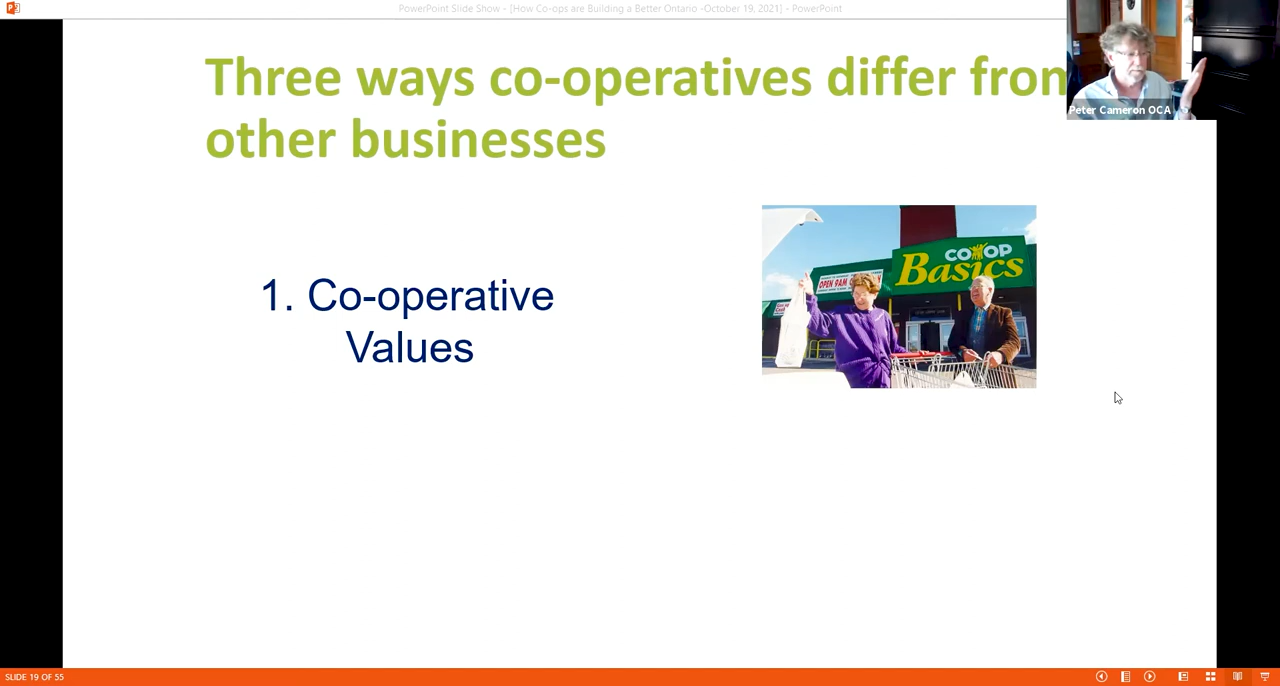 PowerPoint Slide Show - [How Co-ops are Building a Better Ontario -October 19, 2021] - PowerPoint
Three ways co-operatives differ from
other businesses
Peter Cameron OCA
1. Co-operative
Values
CO OP
Basics
OPEN 9AM
SLIDE 19 OF 55